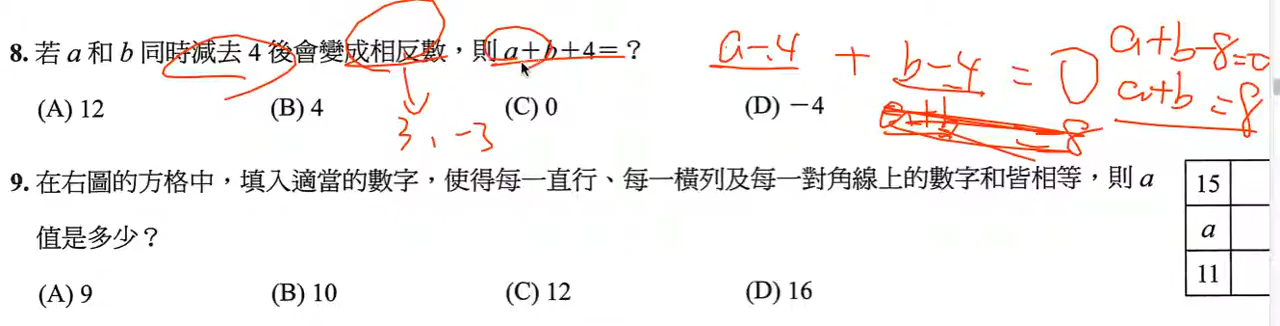 8. 若 a 和 b 同時減去 4 後會變成相反數，則 a+b+4=？
(A) 12 (B) 4 (C) 0 (D) −4
a−4 + b−4 = 0
a+b−8=0
a+b=8
3, −3
9. 在右圖的方格中，填入適當的數字，使得每一直行、每一橫列及每一對角線上的數字和皆相等，則 a
值是多少？
(A) 9 (B) 10 (C) 12 (D) 16
15
a
11